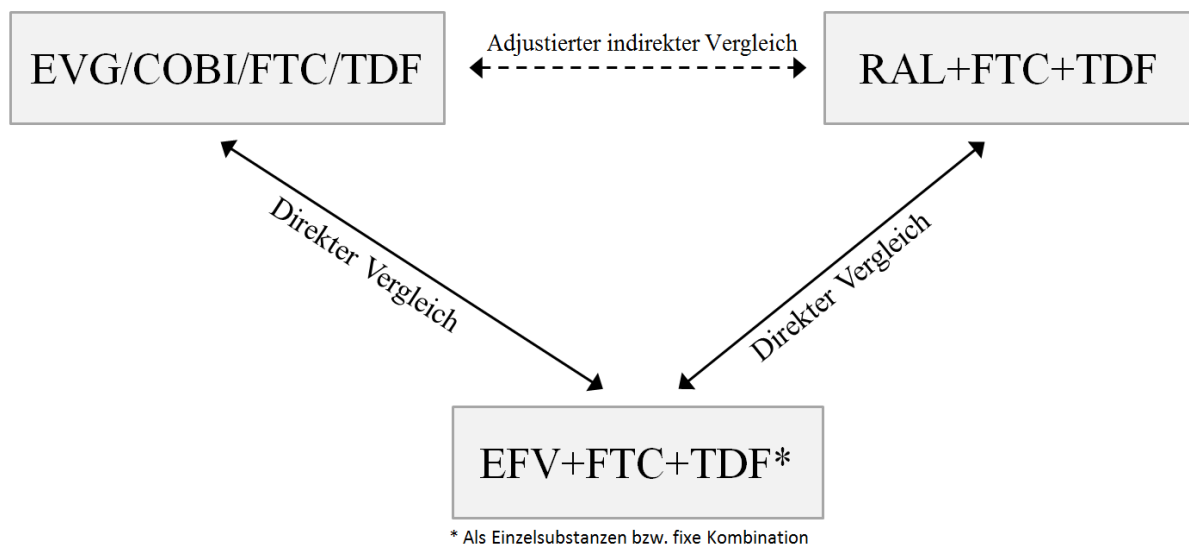 Adjustierter indirekter Vergleich
EVG/COBI/FTC/TDF
RAL+FTC+TDF
Direkter Vergleich
Direkter Vergleich
EFV+FTC+TDF*
* Als Einzelsubstanzen bzw. fixe Kombination